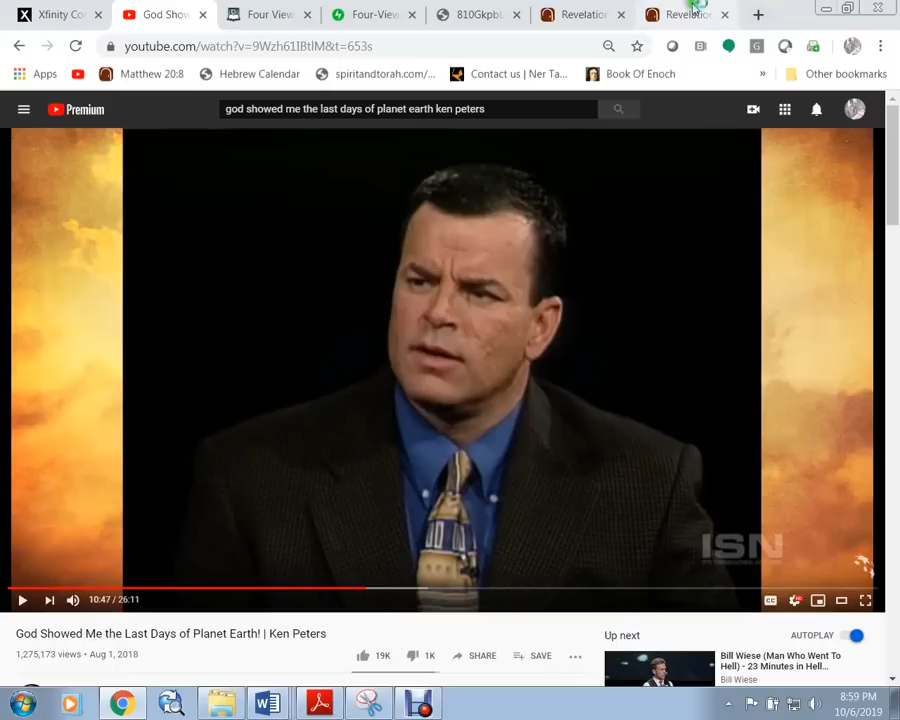 Xfinity Co
God Show
Four View
Four-View
810Gkpbl
Revelation
Revelation
youtube.com/watch?v=9Wzh61IBtlM&t=653s
Apps
Matthew 20:8
Hebrew Calendar
spiritandtorah.com/...
Contact us | Ner Ta...
Book Of Enoch
»
Other bookmarks
Premium
god showed me the last days of planet earth ken peters
ISN
10:47 / 26:11
God Showed Me the Last Days of Planet Earth! | Ken Peters
1,275,173 views • Aug 1, 2018
19K
1K
SHARE
SAVE
Up next
AUTOPLAY
Bill Wiese (Man Who Went To
Hell) - 23 Minutes in Hell...
Bill Wiese
8:59 PM
10/6/2019